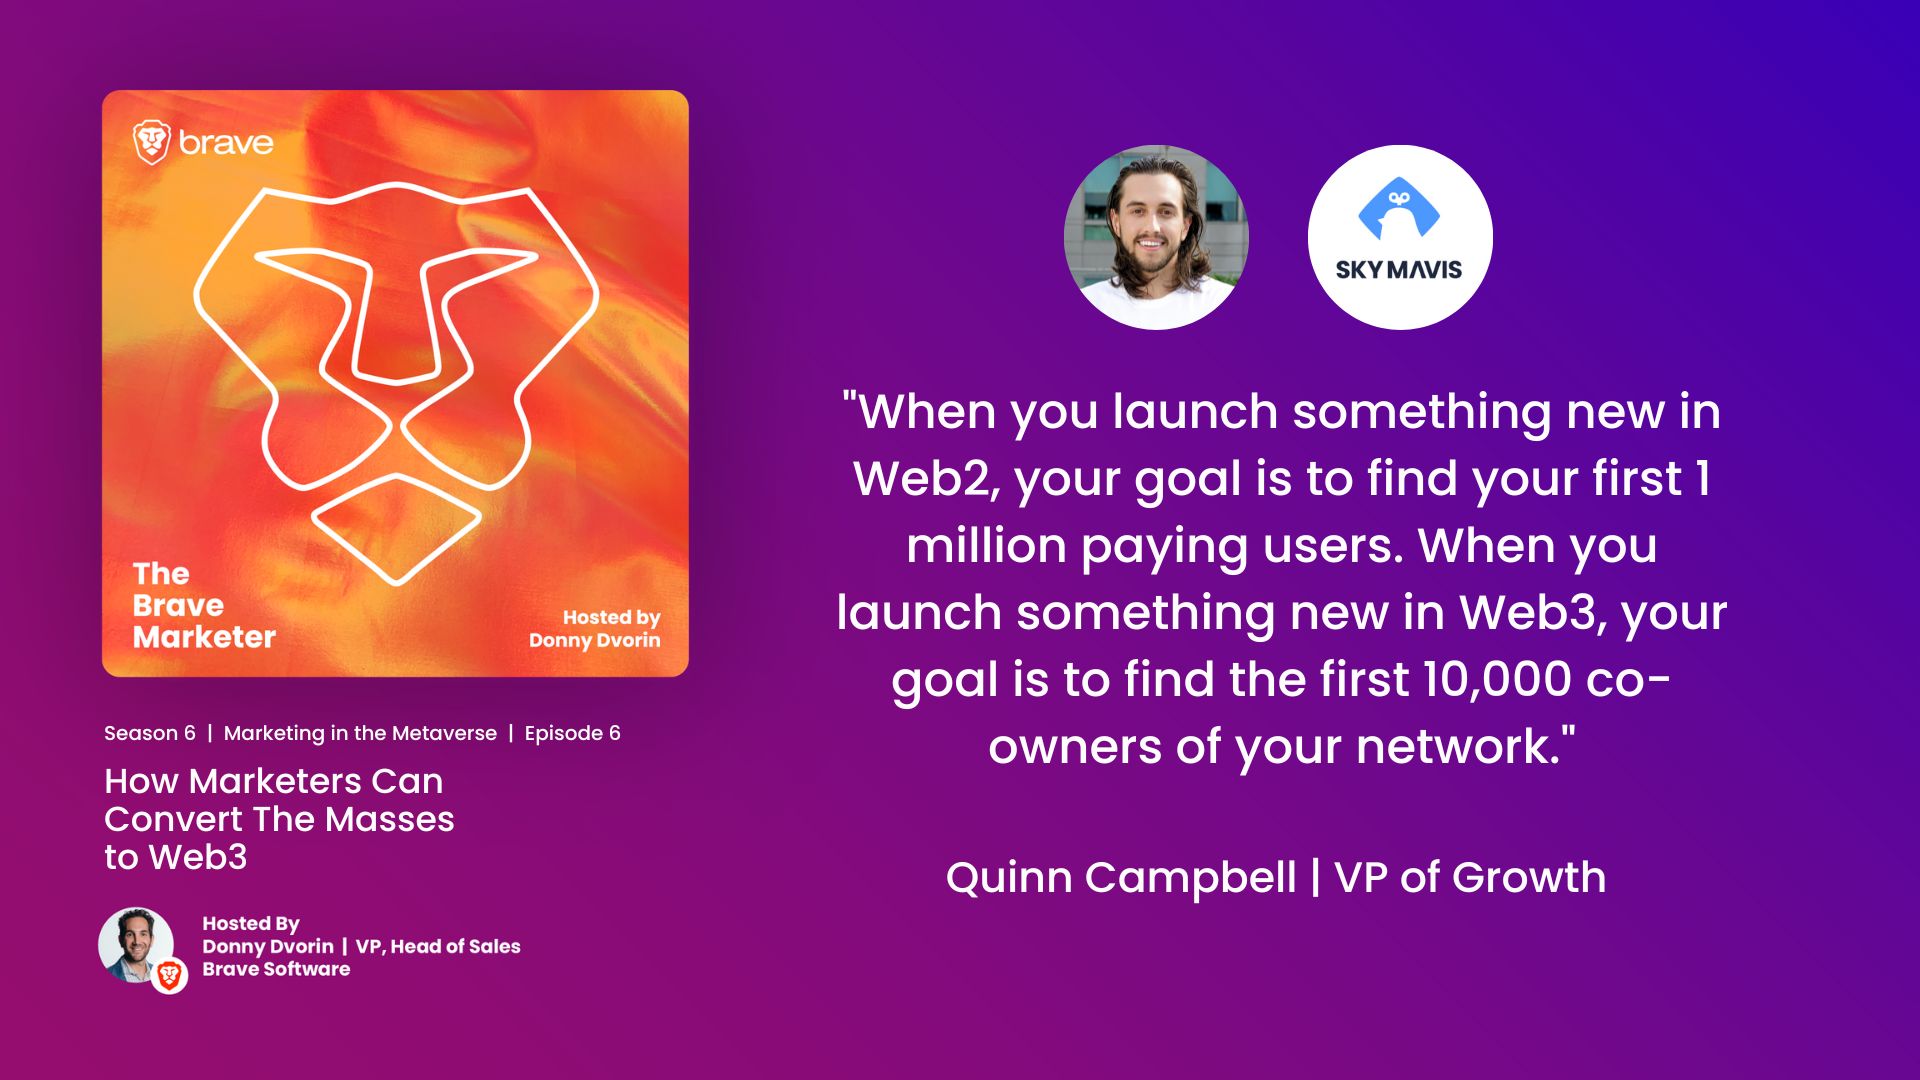 brave
The
Brave
Marketer
Hosted by
Donny Dvorin
Season 6 | Marketing in the Metaverse | Episode 6
How Marketers Can
Convert The Masses
to Web3
Hosted By
Donny Dvorin | VP, Head of Sales
Brave Software
SKY MAVIS
"When you launch something new in
Web2, your goal is to find your first 1
million paying users. When you
launch something new in Web3, your
goal is to find the first 10,000 co-
owners of your network."
Quinn Campbell | VP of Growth